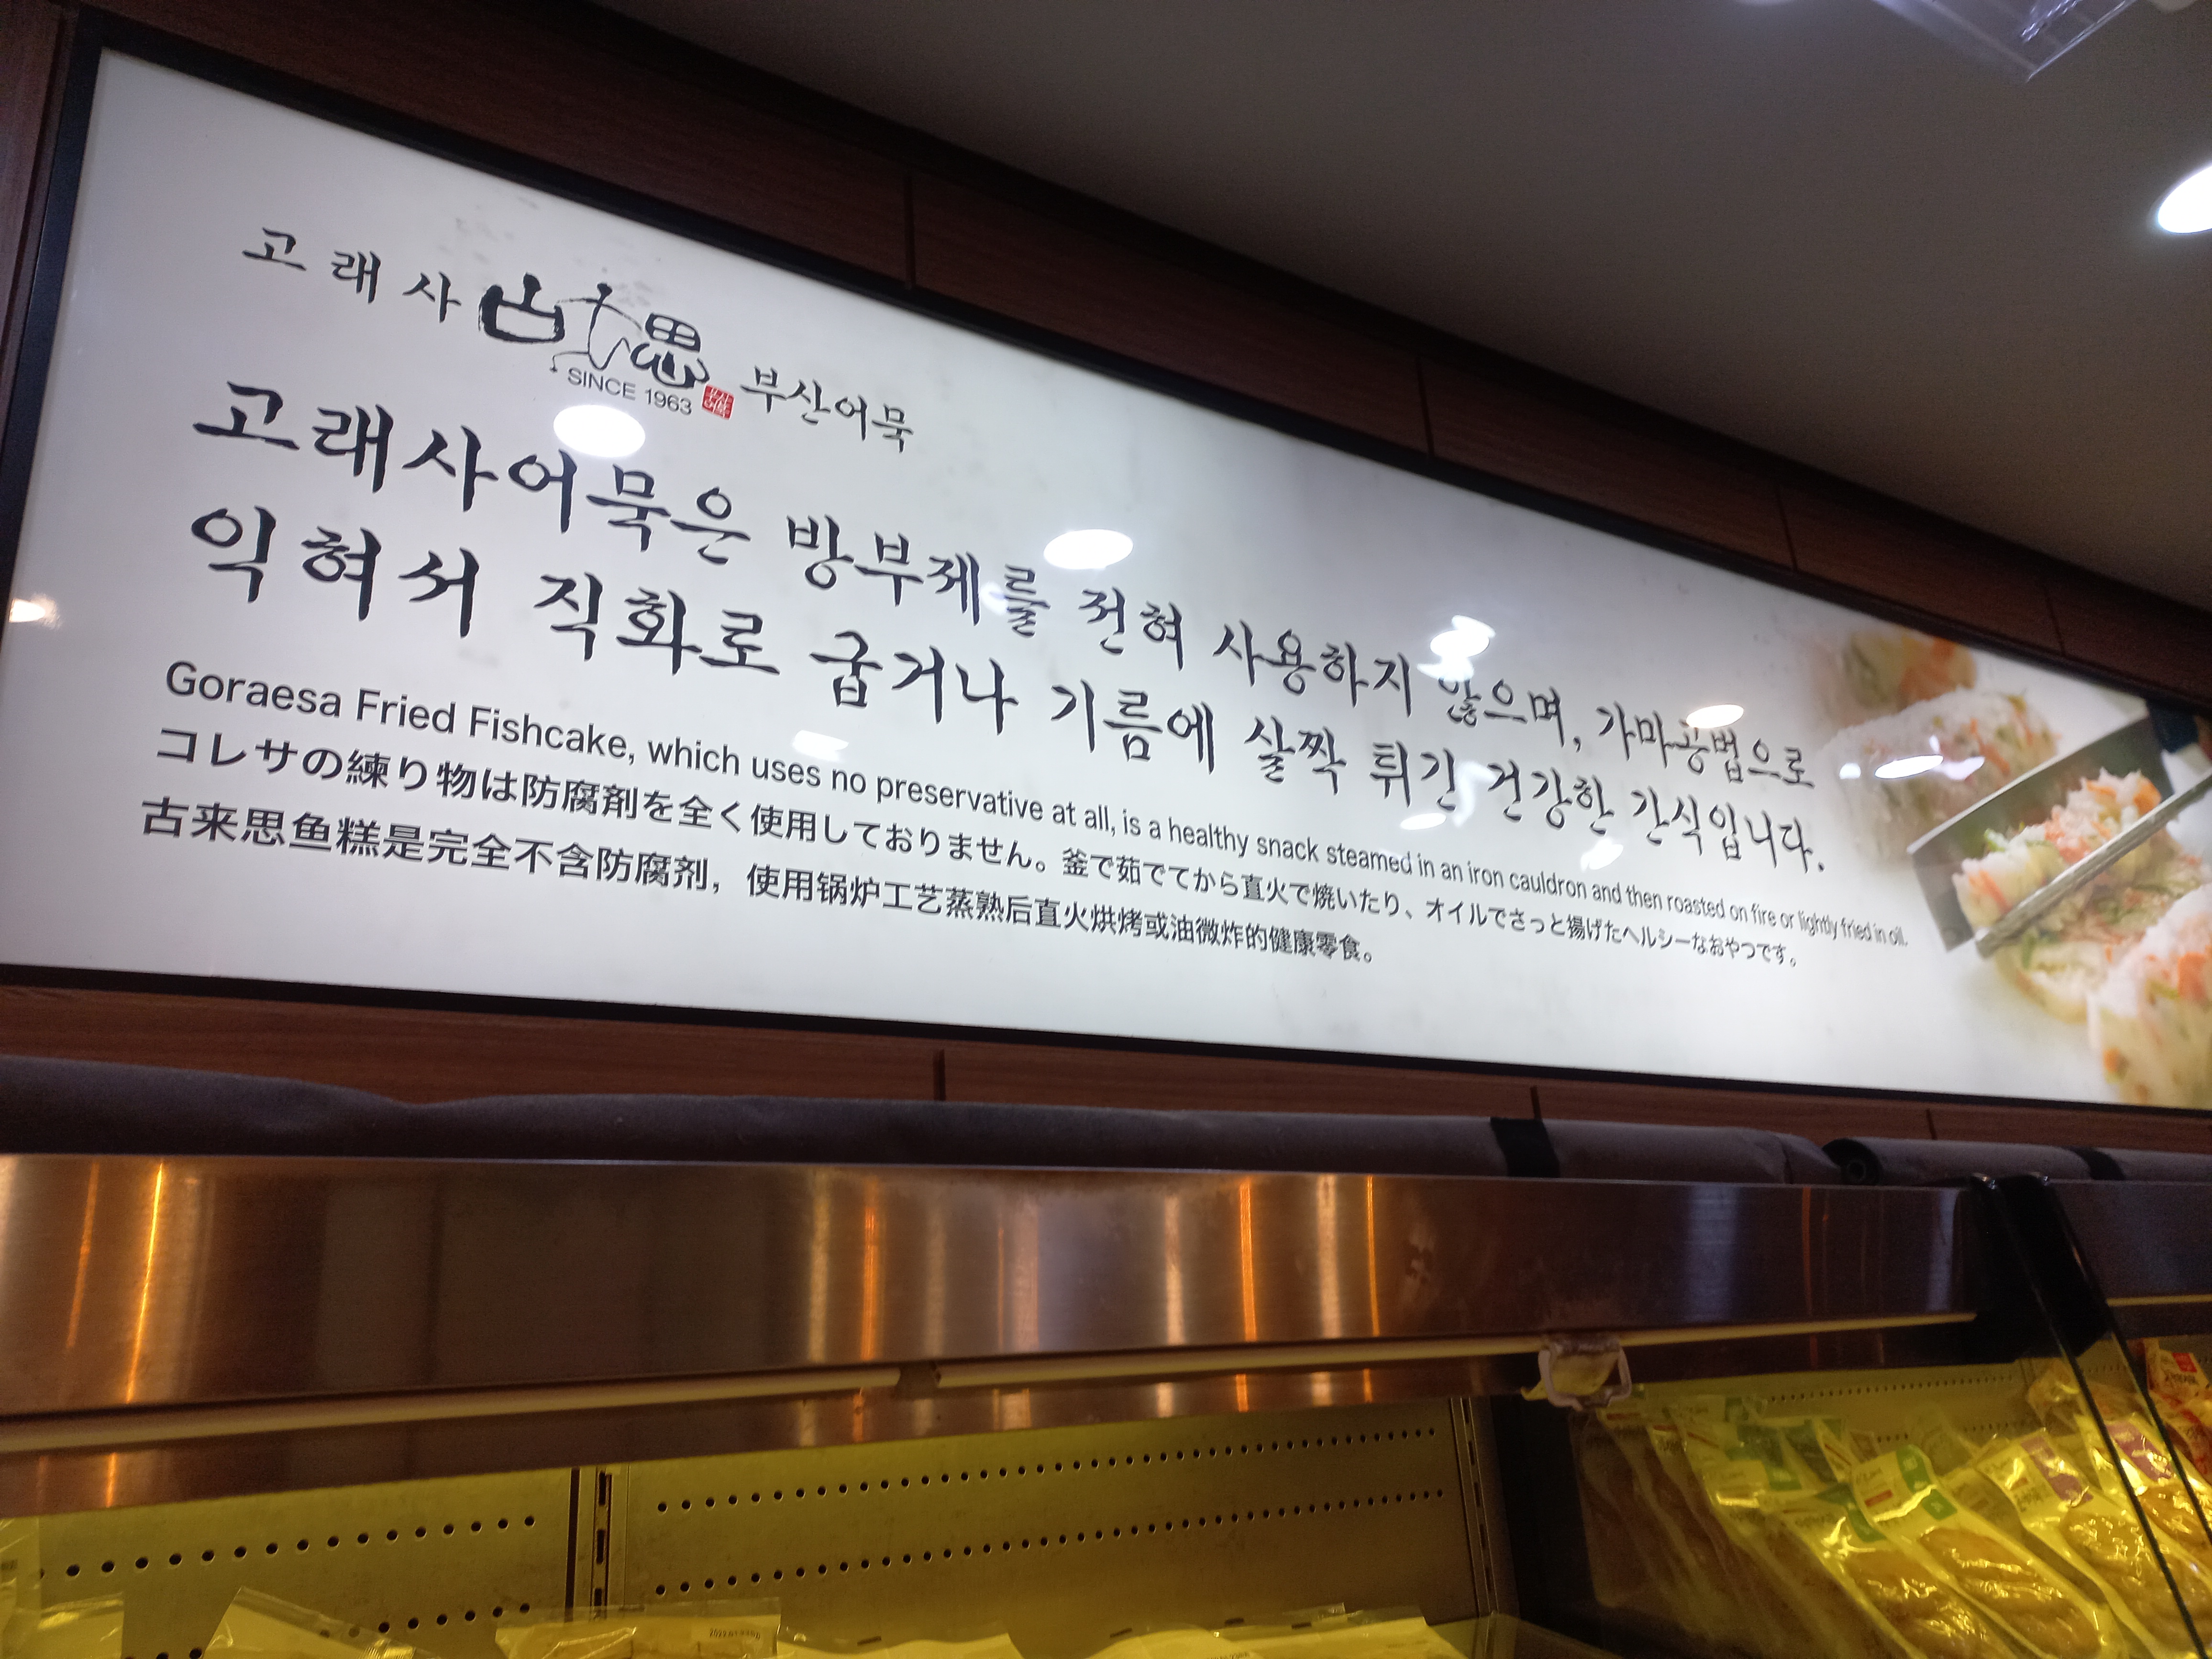 고래사 古來思 부산어묵
SINCE 1963
고래사어묵은 방부제를 전혀 사용하지 않으며, 가마공법으로
익혀서 직화로 굽거나 기름에 살짝 튀긴 건강한 간식입니다.
Goraesa Fried Fishcake, which uses no preservative at all, is a healthy snack steamed in an iron cauldron and then roasted on fire or lightly fried in oil.
コレサの練り物は防腐剤を全く使用しておりません。釜で茹でてから直火で焼いたり、オイルでさっと揚げたヘルシーなおやつです。
古来思鱼糕是完全不含防腐剂，使用锅炉工艺蒸熟后直火烘烤或油微炸的健康零食。